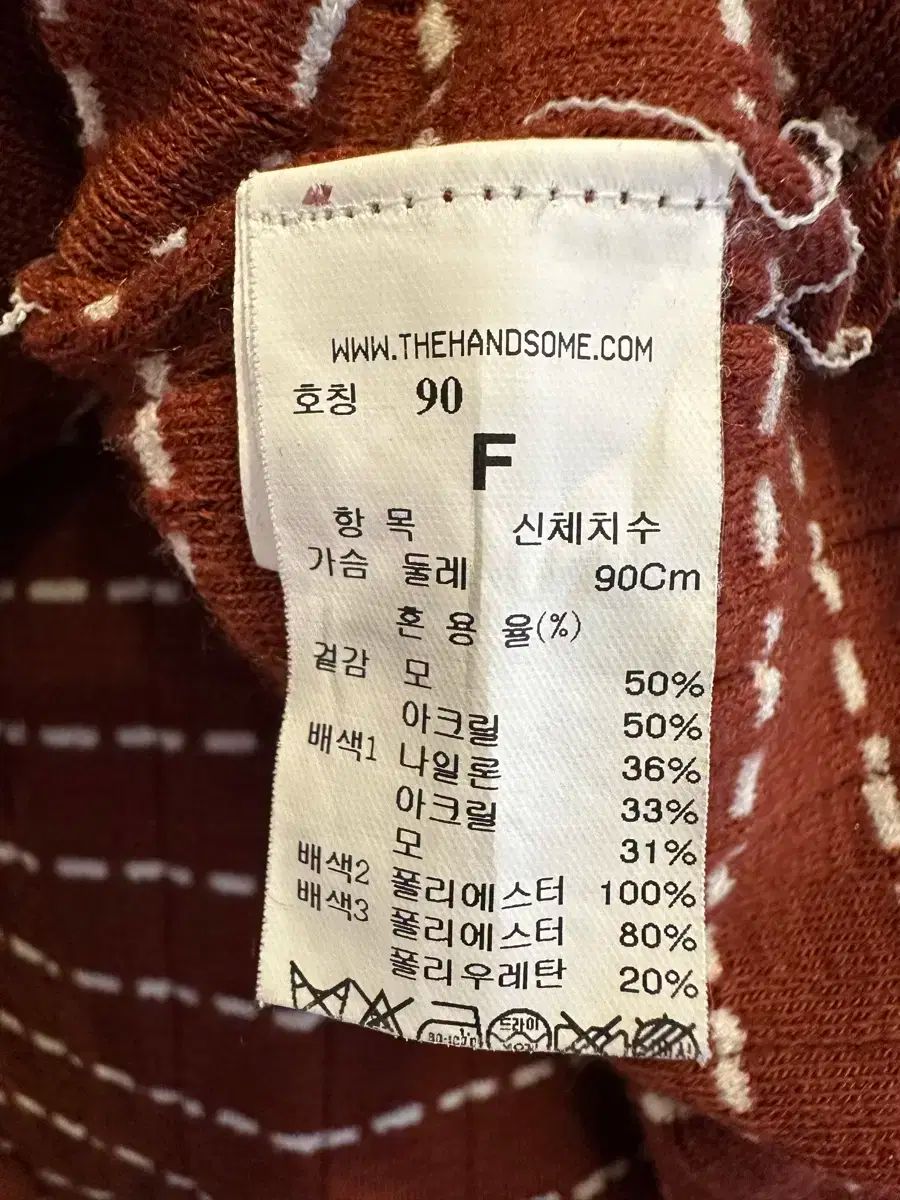 WWW.THEHANDSOME.COM
호칭 90
F
항 목 신체치수
가슴 둘레 90Cm
혼 용 율(%)
겉감 모 50%
아크릴 50%
배색1 나일론 36%
아크릴 33%
모 31%
배색2 폴리에스터 100%
배색3 폴리에스터 80%
폴리우레탄 20%
드라이